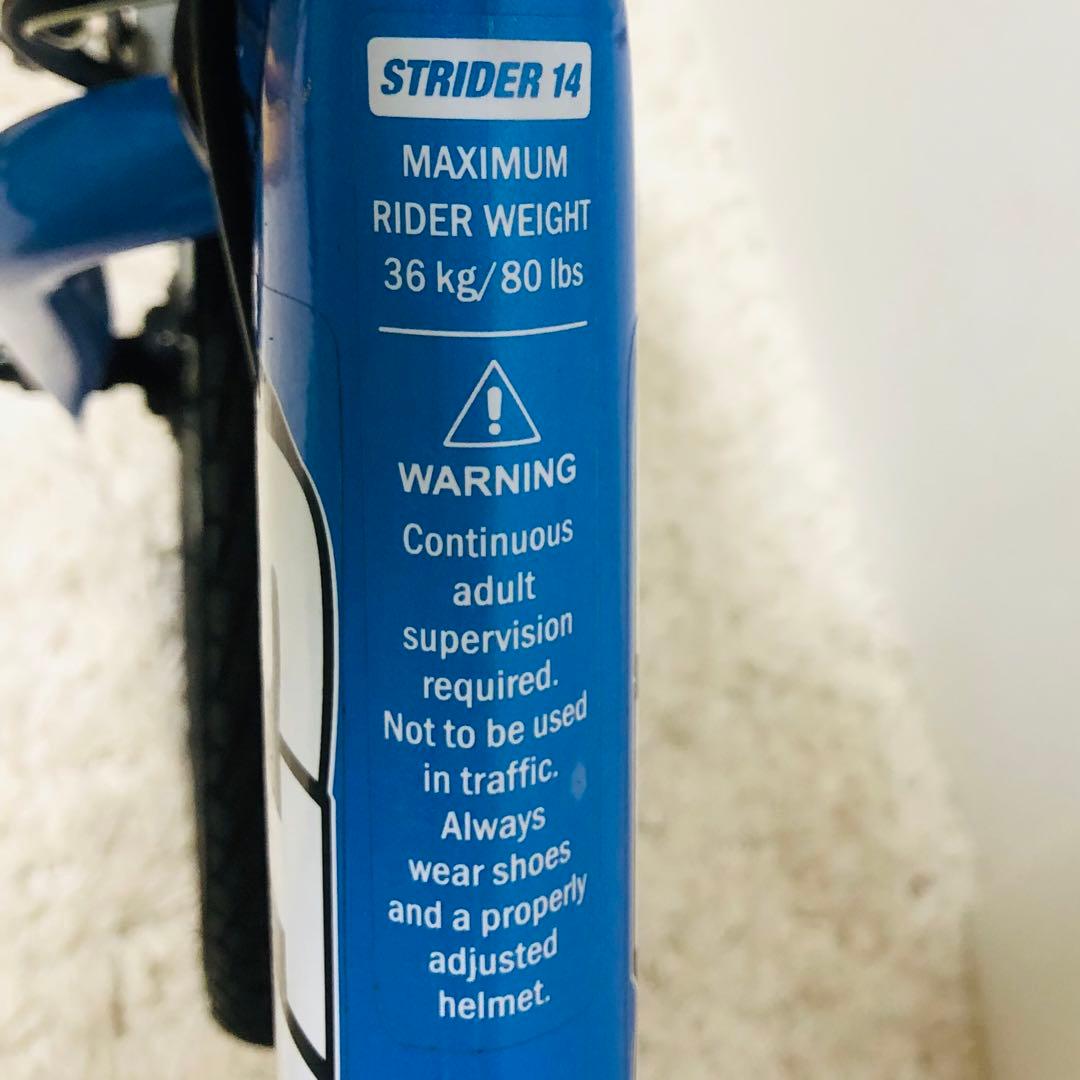 STRIDER 14
MAXIMUM
RIDER WEIGHT
36 kg/80 lbs
WARNING
Continuous
adult
supervision
required.
Not to be used
in traffic.
Always
wear shoes
and a properly
adjusted
helmet.